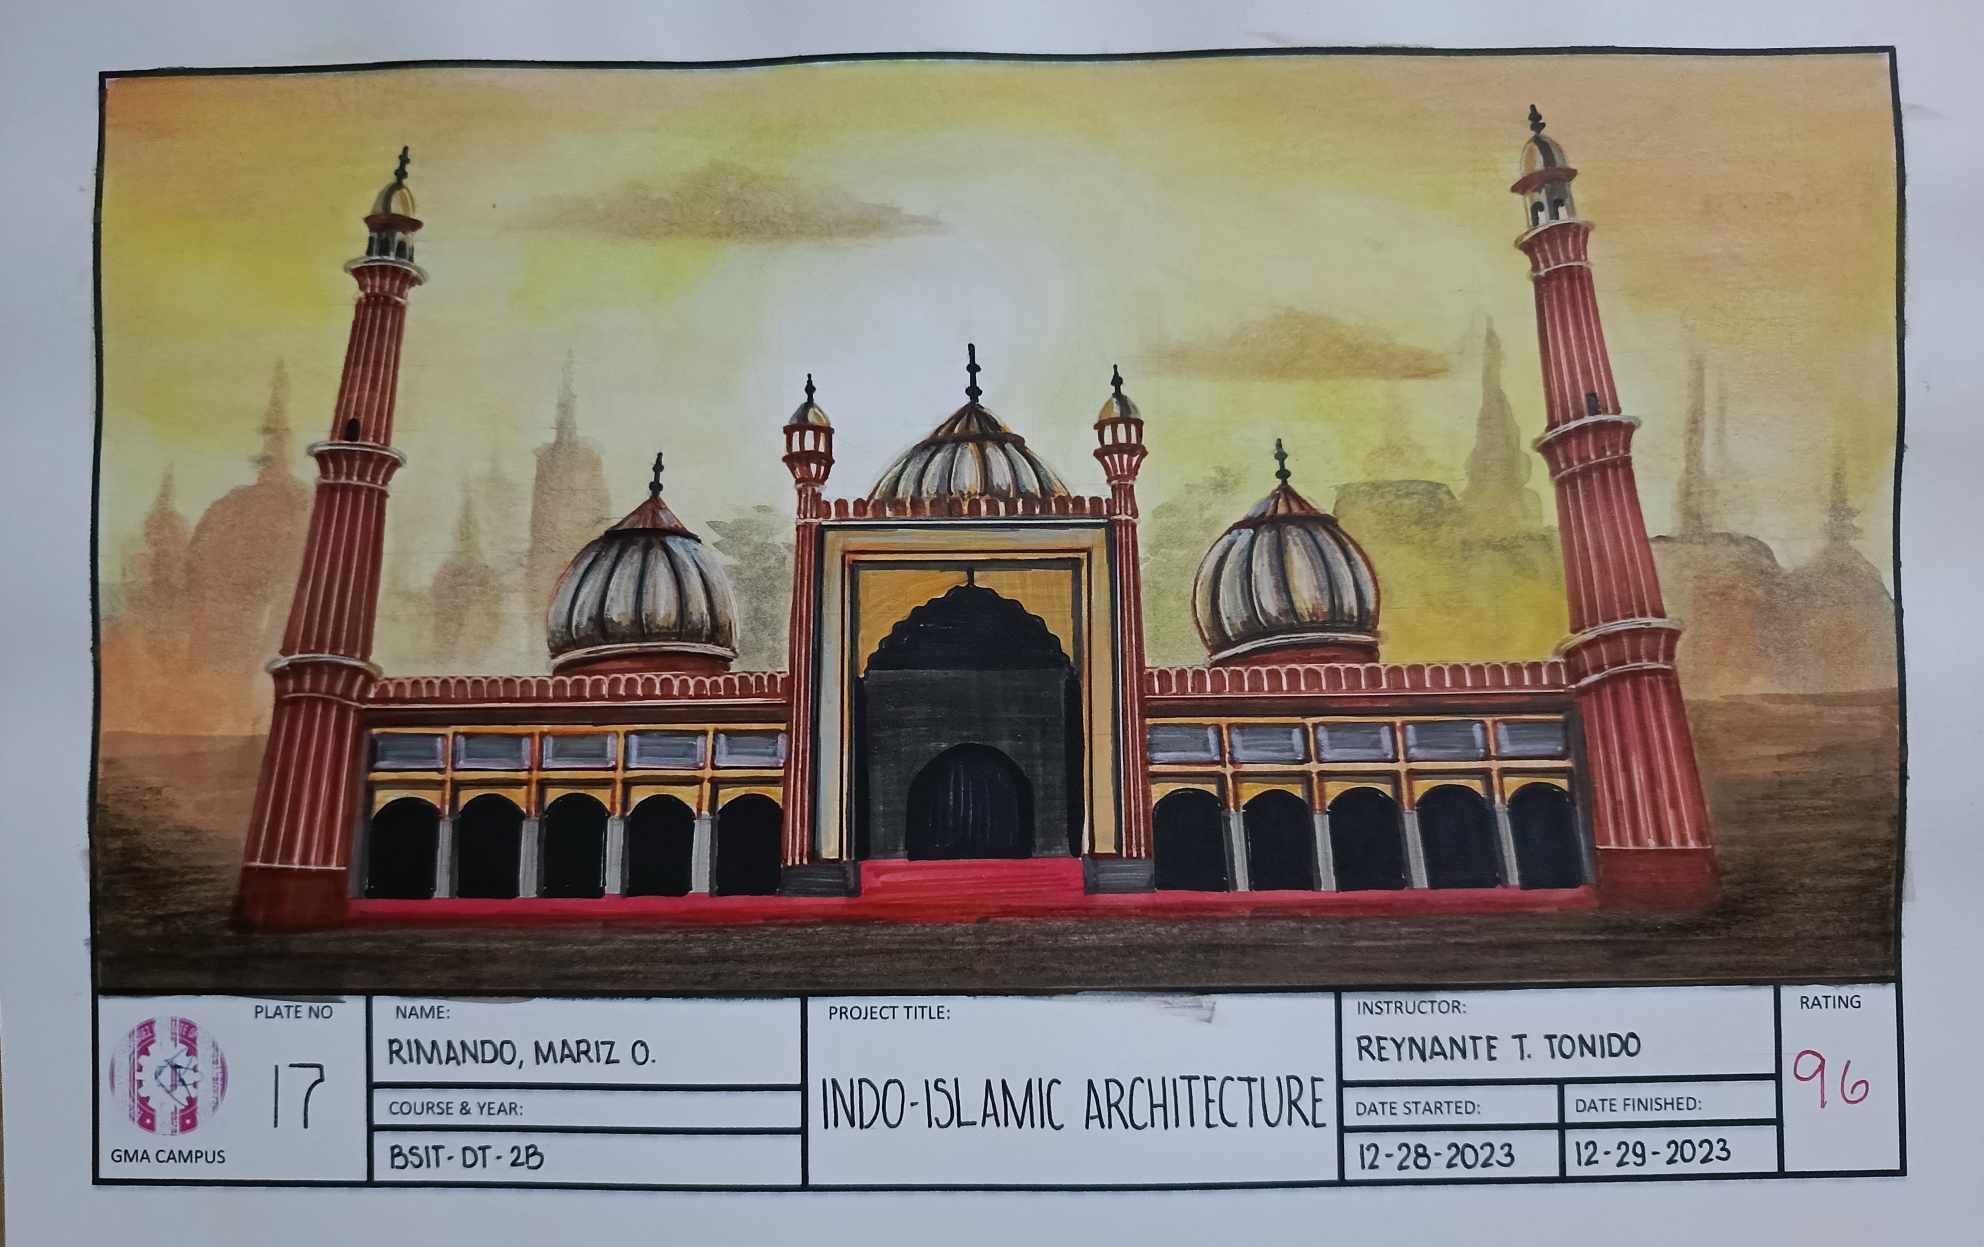 PLATE NO
17
GMA CAMPUS
NAME:
RIMANDO, MARIZ O.
COURSE & YEAR:
BSIT-DT-2B
PROJECT TITLE:
INDO-ISLAMIC ARCHITECTURE
INSTRUCTOR:
REYNANTE T. TONIDO
DATE STARTED:
12-28-2023
DATE FINISHED:
12-29-2023
RATING
96